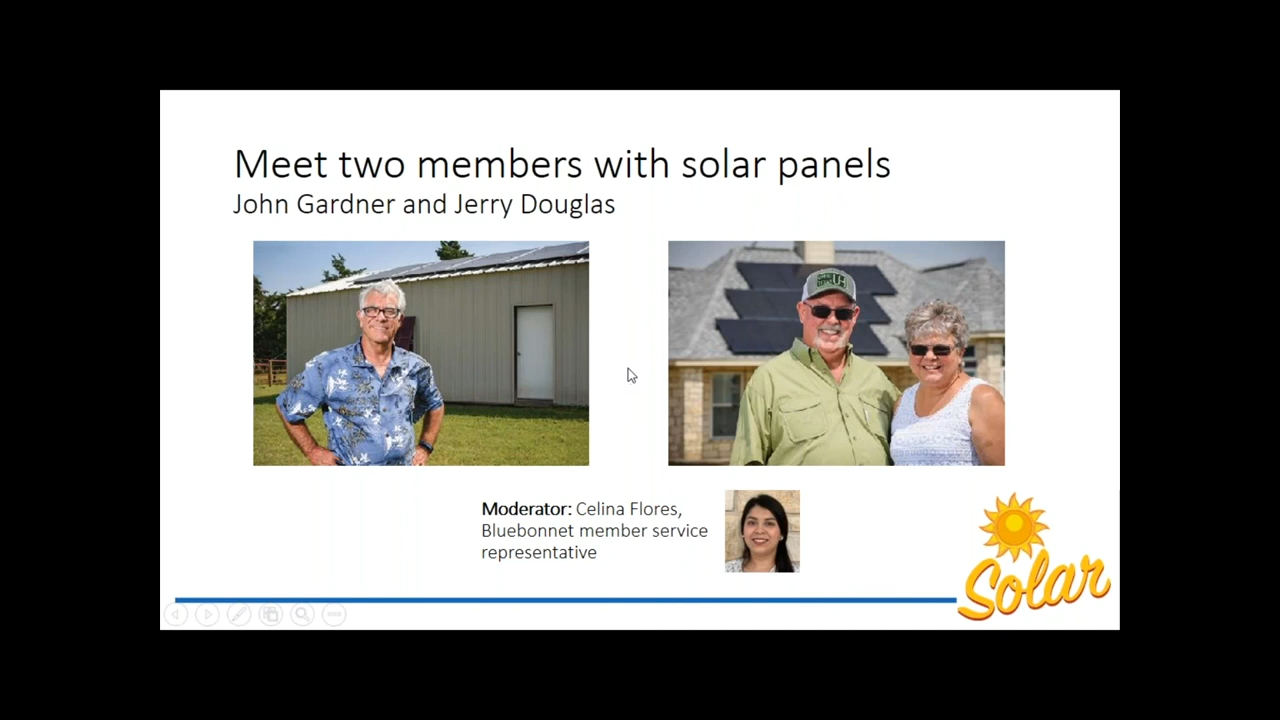 Meet two members with solar panels
John Gardner and Jerry Douglas
Moderator: Celina Flores,
Bluebonnet member service
representative
Solar